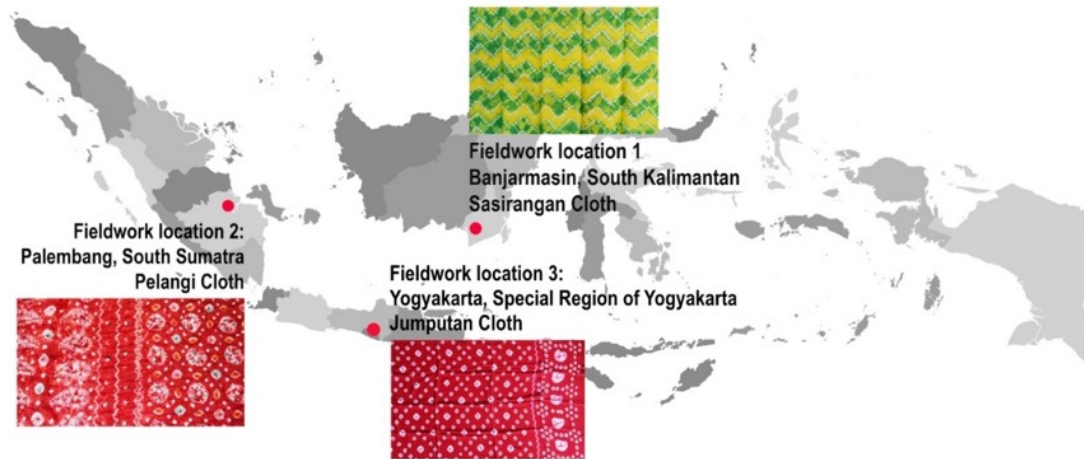 Fieldwork location 1
Banjarmasin, South Kalimantan
Sasirangan Cloth
Fieldwork location 2:
Palembang, South Sumatra
Pelangi Cloth
Fieldwork location 3:
Yogyakarta, Special Region of Yogyakarta
Jumputan Cloth